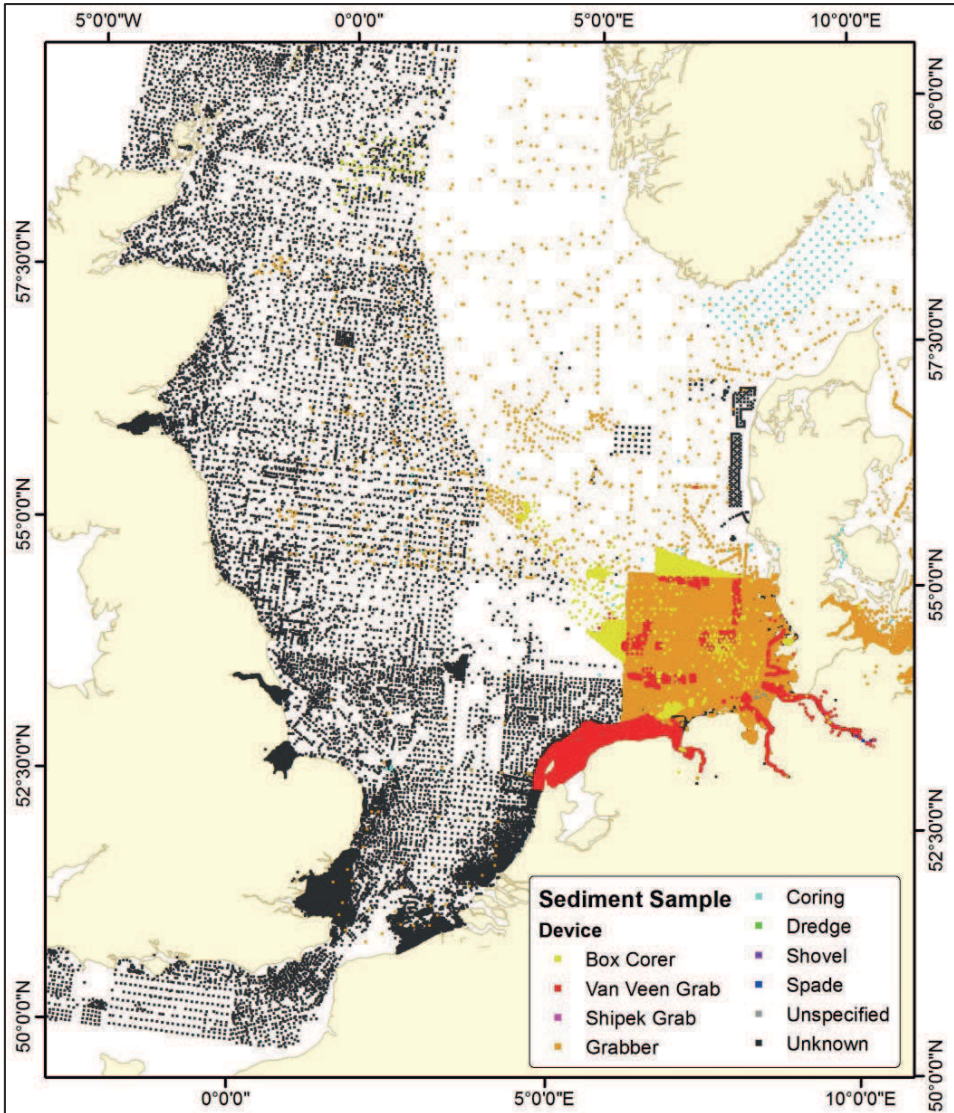 5°0'0"W 0°0'0" 5°0'0"E 10°0'0"E
60°0'0"N
57°30'0"N
57°30'0"N
55°0'0"N
55°0'0"N
52°30'0"N
52°30'0"N
50°0'0"N
50°0'0"N
Sediment Sample
Device
Box Corer
Van Veen Grab
Shipek Grab
Grabber
Coring
Dredge
Shovel
Spade
Unspecified
Unknown
0°0'0" 5°0'0"E 10°0'0"E